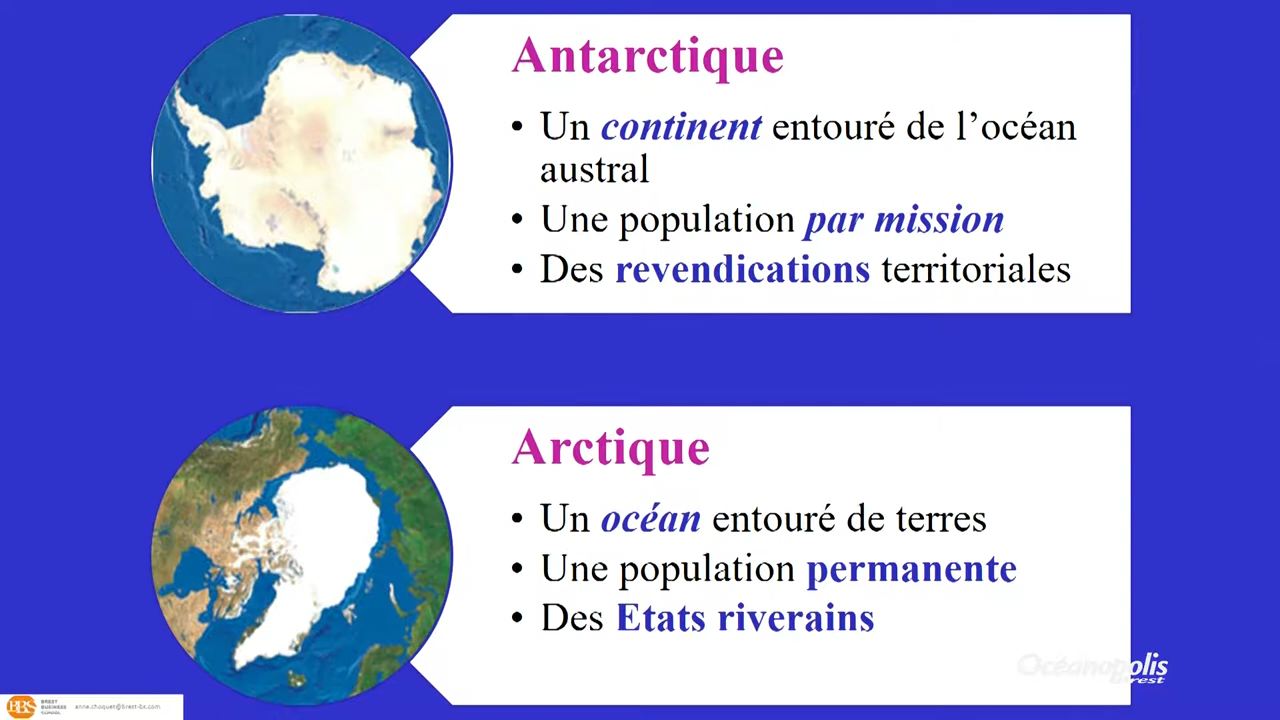 Antarctique
• Un continent entouré de l’océan
austral
• Une population par mission
• Des revendications territoriales
Arctique
• Un océan entouré de terres
• Une population permanente
• Des Etats riverains
Océanopolis
Brest
BBS
BREST
BUSINESS
SCHOOL
anne.choquet@brest-bs.com